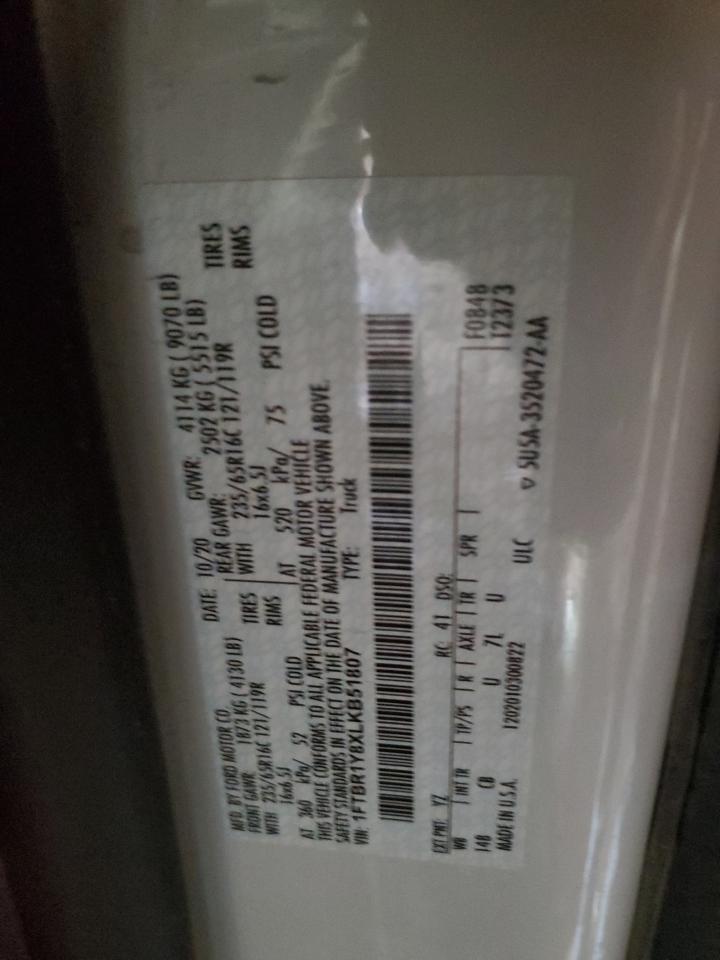 MFD BY FORD MOTOR CO. DATE: 10/20 GVWR: 4114 KG ( 9070 LB)
FRONT GAWR: 1873 KG ( 4130 LB) REAR GAWR: 2502 KG ( 5515 LB)
WITH 235/65R16C 121/119R TIRES WITH 235/65R16C 121/119R TIRES
16x6.5J RIMS 16x6.5J RIMS
AT 360 kPa/ 52 PSI COLD AT 520 kPa/ 75 PSI COLD
THIS VEHICLE CONFORMS TO ALL APPLICABLE FEDERAL MOTOR VEHICLE
SAFETY STANDARDS IN EFFECT ON THE DATE OF MANUFACTURE SHOWN ABOVE.
VIN: 1FTBR1Y8XLKB51807 TYPE: Truck
EXT PNT: YZ RC: 41 DSO: F0848
WB INT TR TP/PS R AXLE TR SPR T2373
148 CB U 7L U
MADE IN U.S.A. 1202010300822 ULC 5U5A-3520472-AA